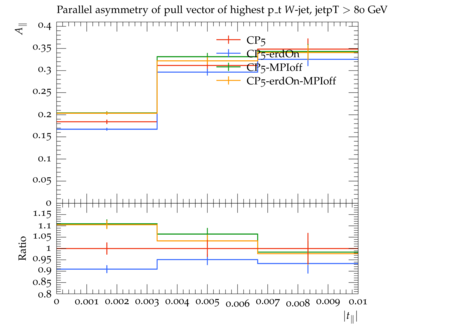 Parallel asymmetry of pull vector of highest p_t W-jet, jetpT > 80 GeV
A∥
0.4
0.35
0.3
0.25
0.2
0.15
0.1
0.05
0
CP5
CP5-erdOn
CP5-MPIoff
CP5-erdOn-MPIoff
Ratio
1.15
1.1
1.05
1
0.95
0.9
0.85
0.8
0 0.001 0.002 0.003 0.004 0.005 0.006 0.007 0.008 0.009 0.01
|t∥|